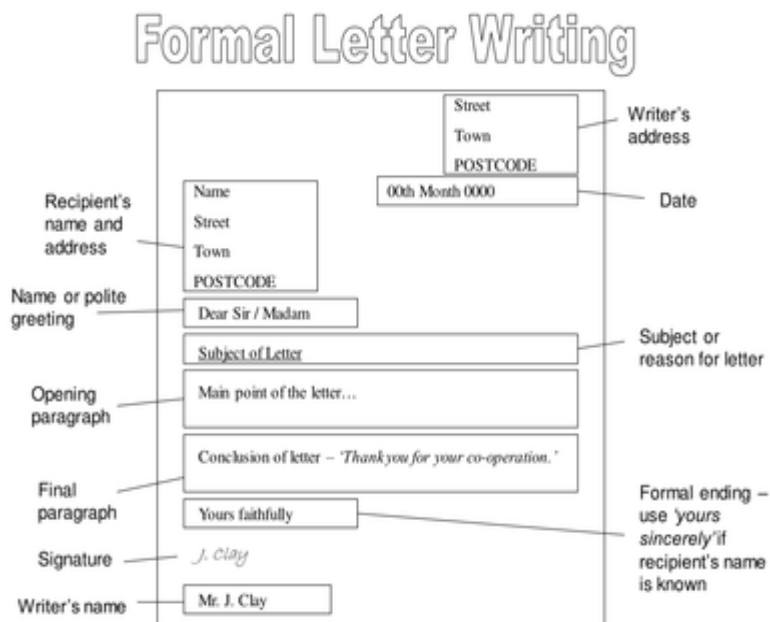 Formal Letter Writing
Street
Town
POSTCODE
Writer's
address
00th Month 0000
Date
Recipient's
name and
address
Name
Street
Town
POSTCODE
Name or polite
greeting
Dear Sir / Madam
Subject of Letter
Subject or
reason for letter
Opening
paragraph
Main point of the letter…
Conclusion of letter – 'Thank you for your co-operation.'
Final
paragraph
Yours faithfully
Formal ending –
use 'yours
sincerely' if
recipient's name
is known
Signature
J. Clay
Writer's name
Mr. J. Clay